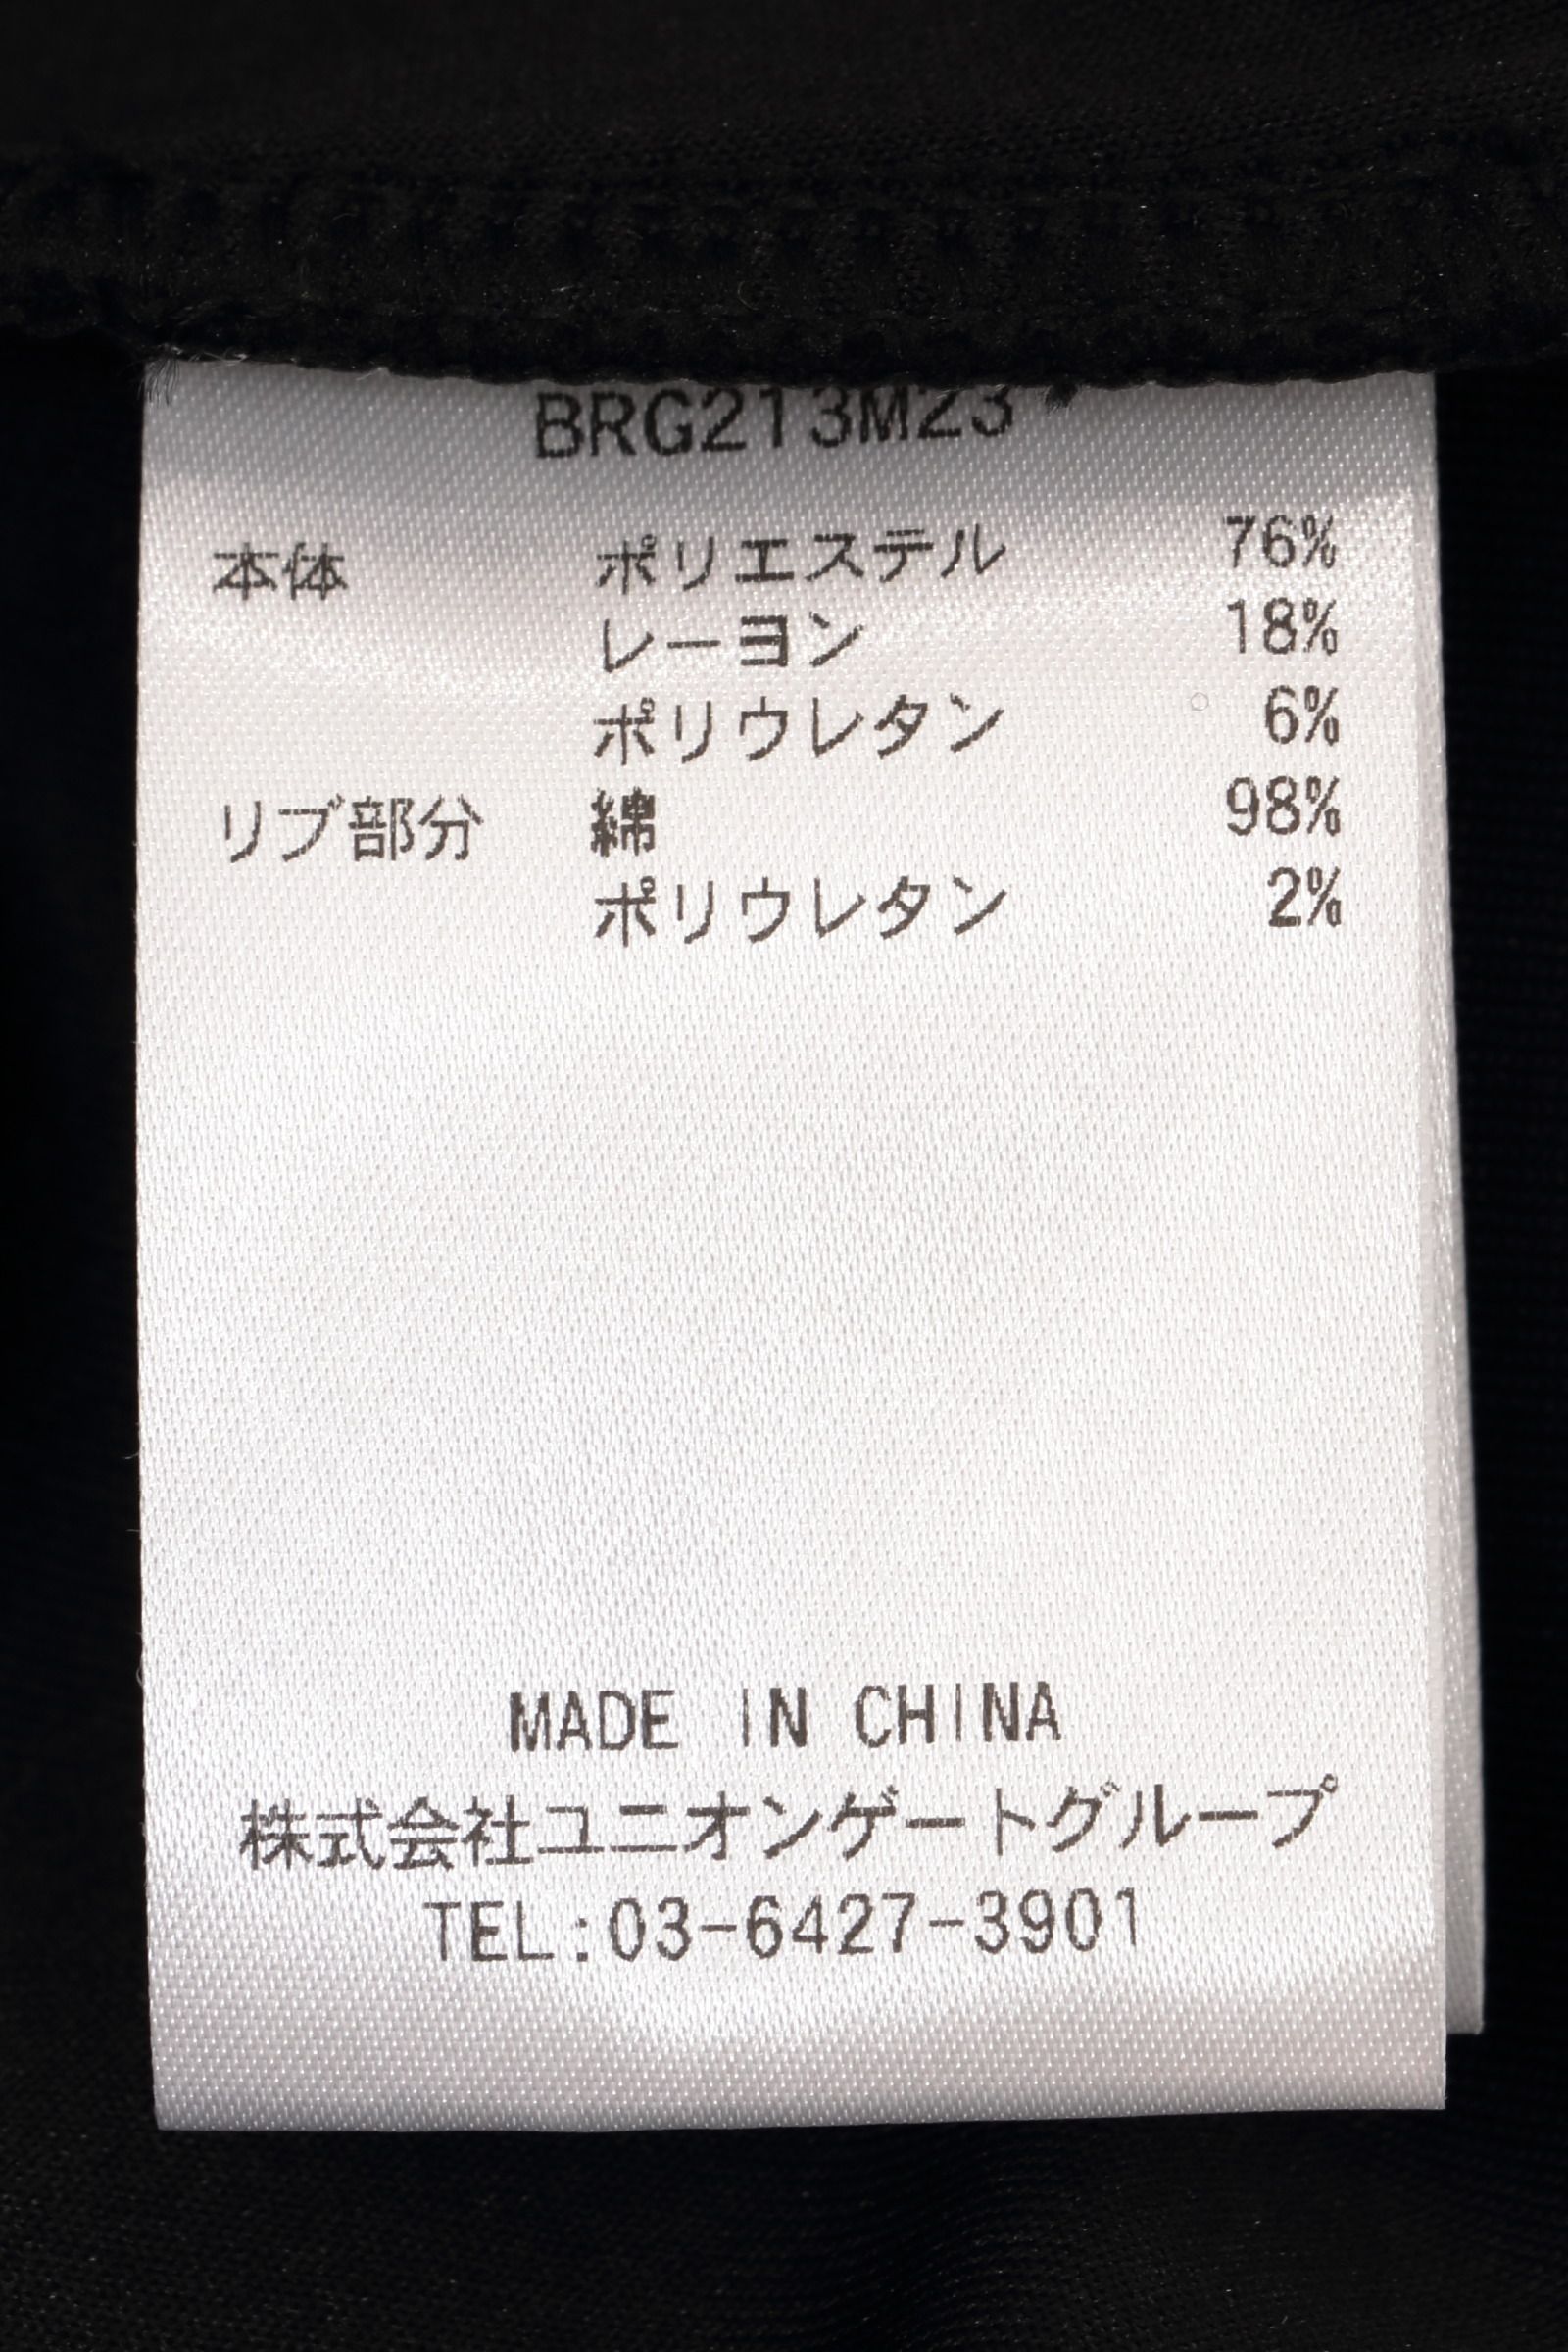 BRG213M23
本体 ポリエステル 76%
レーヨン 18%
ポリウレタン 6%
リブ部分 綿 98%
ポリウレタン 2%
MADE IN CHINA
株式会社ユニオンゲートグループ
TEL:03-6427-3901